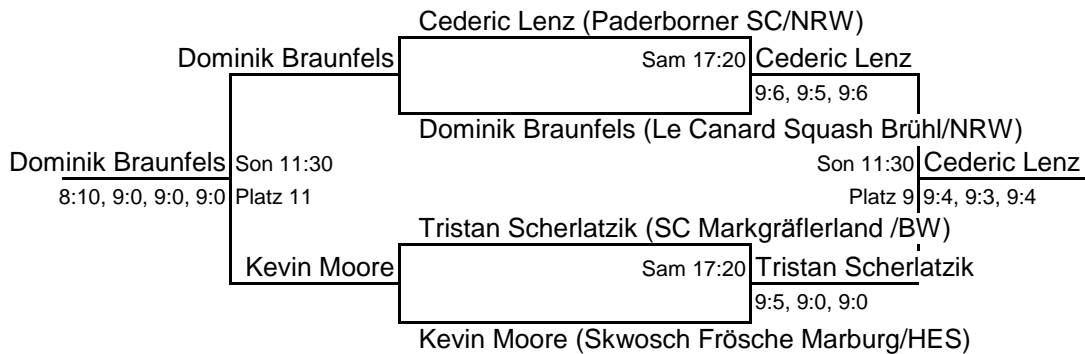 Cederic Lenz (Paderborner SC/NRW)
Dominik Braunfels
Sam 17:20 Cederic Lenz
9:6, 9:5, 9:6
Dominik Braunfels (Le Canard Squash Brühl/NRW)
Dominik Braunfels Son 11:30
Son 11:30 Cederic Lenz
8:10, 9:0, 9:0, 9:0 Platz 11
Platz 9 9:4, 9:3, 9:4
Tristan Scherlatzik (SC Markgräflerland /BW)
Kevin Moore
Sam 17:20 Tristan Scherlatzik
9:5, 9:0, 9:0
Kevin Moore (Skwosch Frösche Marburg/HES)